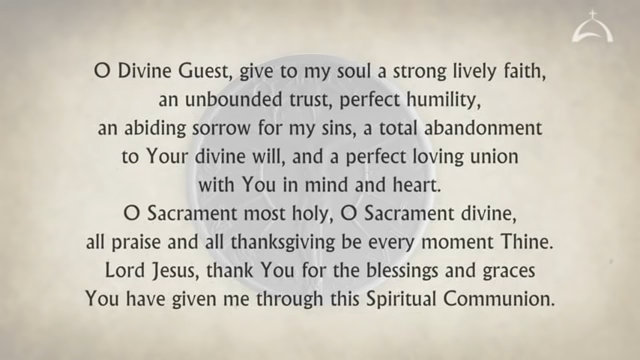 O Divine Guest, give to my soul a strong lively faith,
an unbounded trust, perfect humility,
an abiding sorrow for my sins, a total abandonment
to Your divine will, and a perfect loving union
with You in mind and heart.
O Sacrament most holy, O Sacrament divine,
all praise and all thanksgiving be every moment Thine.
Lord Jesus, thank You for the blessings and graces
You have given me through this Spiritual Communion.